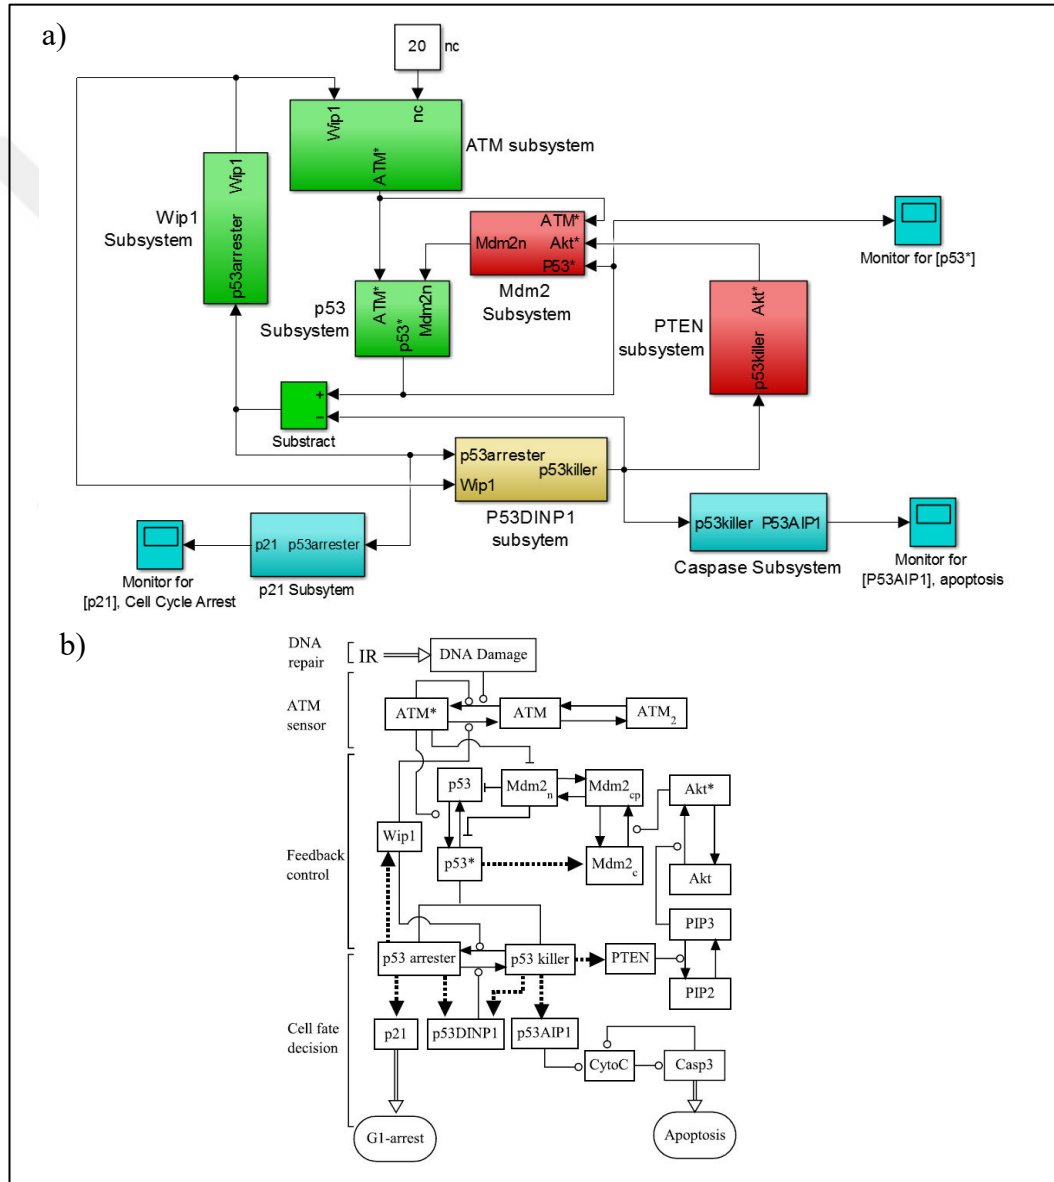 a)
20 nc
Wip1 nc
ATM*
ATM subsystem
Wip1
p53arrester
Wip1
Subsystem
ATM*
Mdm2n Akt*
P53*
Mdm2
Subsystem
Monitor for [p53*]
ATM* Mdm2n
p53*
p53
Subsystem
Akt*
p53killer
PTEN
subsystem
+
−
Substract
p53arrester
p53killer
Wip1
P53DINP1
subsytem
p21 p53arrester
p21 Subsytem
Monitor for
[p21], Cell Cycle Arrest
p53killer P53AIP1
Caspase Subsystem
Monitor for
[P53AIP1], apoptosis
b)
DNA
repair
IR
DNA Damage
ATM
sensor
ATM*
ATM
ATM2
Feedback
control
p53
Mdm2n
Mdm2cp
Akt*
Wip1
p53*
Mdm2c
Akt
PIP3
p53 arrester
p53 killer
PTEN
PIP2
Cell fate
decision
p21
p53DINP1
p53AIP1
CytoC
Casp3
G1-arrest
Apoptosis